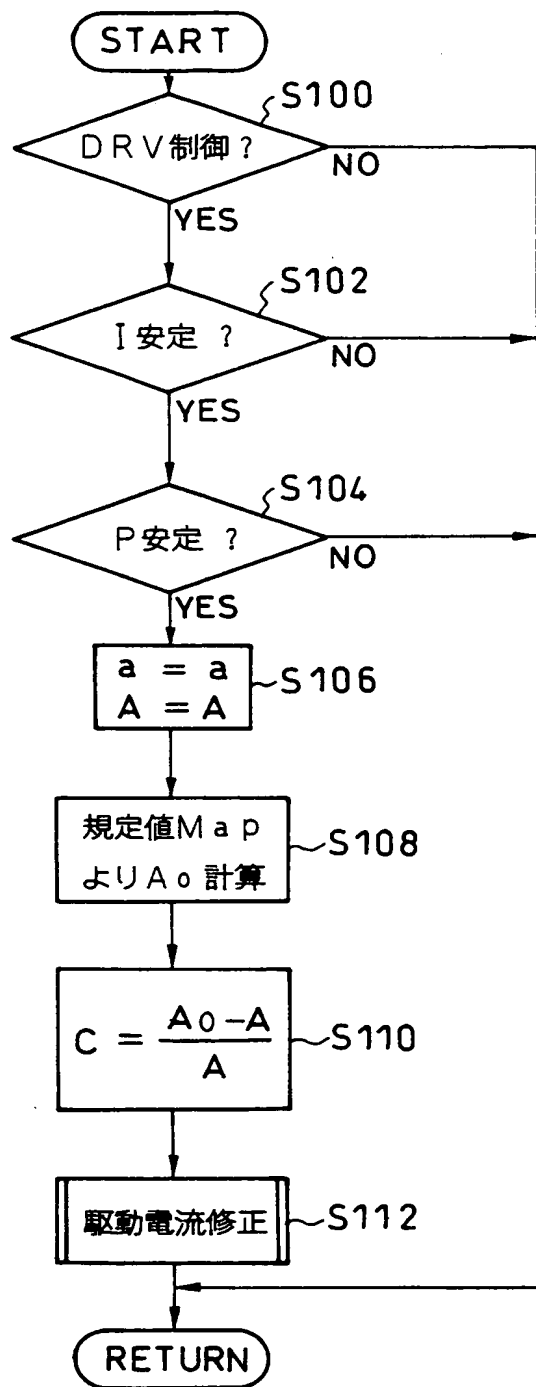 START
S100
DRV制御?
NO
YES
S102
I安定 ?
NO
YES
S104
P安定 ?
NO
YES
a = a
A = A
S106
規定値Map
よりAo計算
S108
C = \frac{Ao-A}{A}
S110
駆動電流修正
S112
RETURN